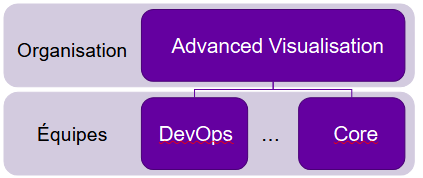 Organisation
Advanced Visualisation
Équipes
DevOps
...
Core